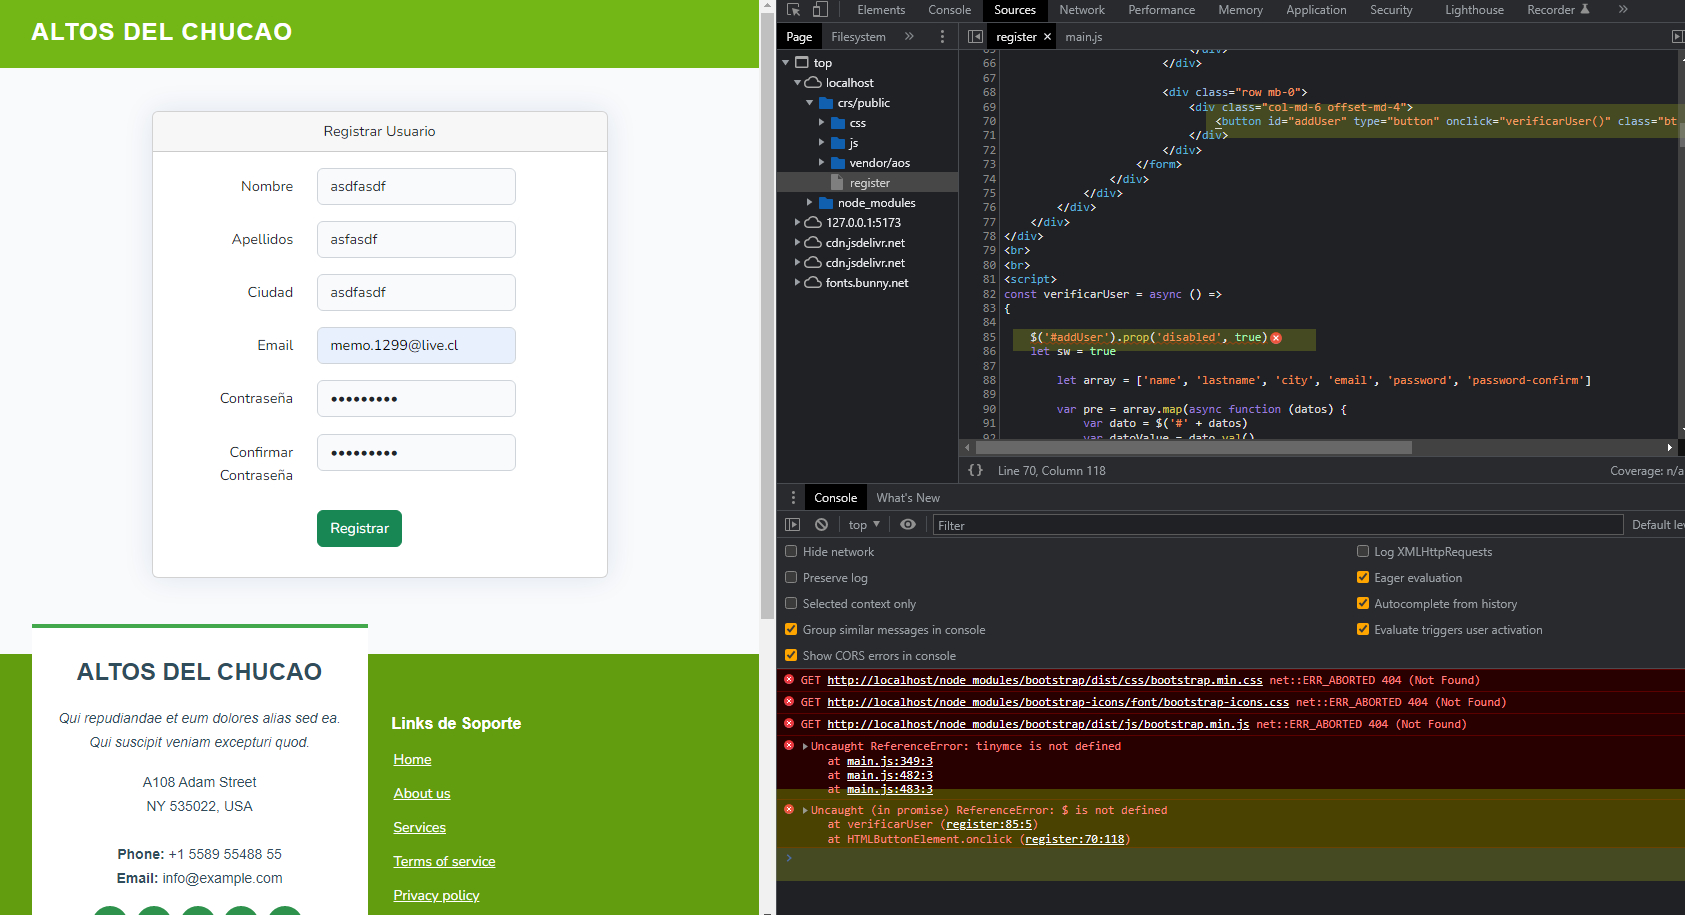 ALTOS DEL CHUCAO
Registrar Usuario
Nombre
asdfasdf
Apellidos
asfasdf
Ciudad
asdfasdf
Email
memo.1299@live.cl
Contraseña
•••••••••
Confirmar
Contraseña
•••••••••
Registrar
ALTOS DEL CHUCAO
Qui repudiandae et eum dolores alias sed ea.
Qui suscipit veniam excepturi quod.
A108 Adam Street
NY 535022, USA
Phone: +1 5589 55488 55
Email: info@example.com
Links de Soporte
Home
About us
Services
Terms of service
Privacy policy
Elements Console Sources Network Performance Memory Application Security Lighthouse Recorder
Page Filesystem
register × main.js
top
localhost
crs/public
css
js
vendor/aos
register
node_modules
127.0.0.1:5173
cdn.jsdelivr.net
cdn.jsdelivr.net
fonts.bunny.net
65 </div>
66 </div>
67
68 <div class="row mb-0">
69 <div class="col-md-6 offset-md-4">
70 <button id="addUser" type="button" onclick="verificarUser()" class="bt
71 </div>
72 </div>
73 </form>
74 </div>
75 </div>
76 </div>
77 </div>
78 </div>
79 <br>
80 <br>
81 <script>
82 const verificarUser = async () =>
83 {
84
85 $('#addUser').prop('disabled', true)
86 let sw = true
87
88 let array = ['name', 'lastname', 'city', 'email', 'password', 'password-confirm']
89
90 var pre = array.map(async function (datos) {
91 var dato = $('#' + datos)
92 var datoValue = dato.val()
{} Line 70, Column 118
Coverage: n/a
Console What's New
top
Filter
Default lev
Hide network
Log XMLHttpRequests
Preserve log
Eager evaluation
Selected context only
Autocomplete from history
Group similar messages in console
Evaluate triggers user activation
Show CORS errors in console
GET http://localhost/node_modules/bootstrap/dist/css/bootstrap.min.css net::ERR_ABORTED 404 (Not Found)
GET http://localhost/node_modules/bootstrap-icons/font/bootstrap-icons.css net::ERR_ABORTED 404 (Not Found)
GET http://localhost/node_modules/bootstrap/dist/js/bootstrap.min.js net::ERR_ABORTED 404 (Not Found)
Uncaught ReferenceError: tinymce is not defined
at main.js:349:3
at main.js:482:3
at main.js:483:3
Uncaught (in promise) ReferenceError: $ is not defined
at verificarUser (register:85:5)
at HTMLButtonElement.onclick (register:70:118)